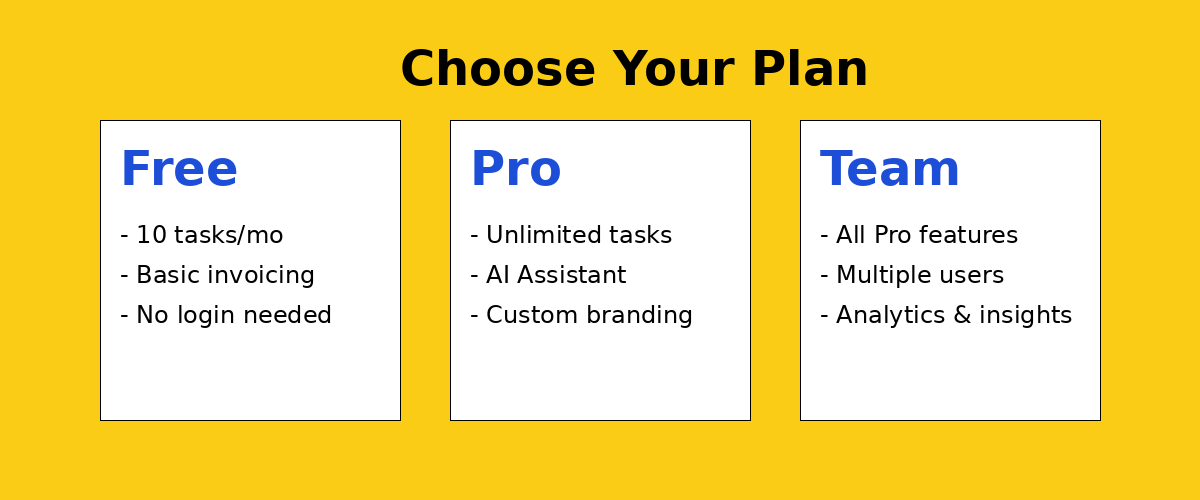 Choose Your Plan
Free
- 10 tasks/mo
- Basic invoicing
- No login needed
Pro
- Unlimited tasks
- AI Assistant
- Custom branding
Team
- All Pro features
- Multiple users
- Analytics & insights